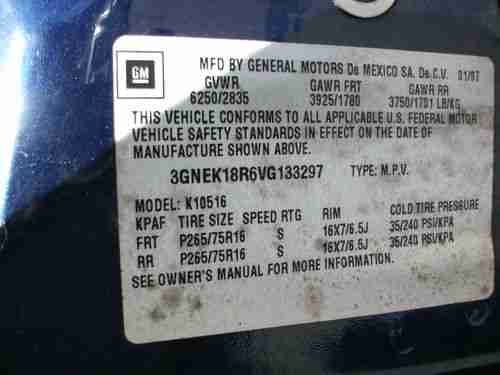 GM
MFD BY GENERAL MOTORS De MEXICO SA. De. C.V. 01/97
GVWR GAWR FRT GAWR RR
6250/2835 3925/1780 3750/1701 LB/KG
THIS VEHICLE CONFORMS TO ALL APPLICABLE U.S. FEDERAL MOTOR
VEHICLE SAFETY STANDARDS IN EFFECT ON THE DATE OF
MANUFACTURE SHOWN ABOVE.
3GNEK18R6VG133297 TYPE: M.P.V.
MODEL: K10516
KPAF TIRE SIZE SPEED RTG RIM COLD TIRE PRESSURE
FRT P265/75R16 S 16X7/6.5J 35/240 PSI/KPA
RR P265/75R16 S 16X7/6.5J 35/240 PSI/KPA
SEE OWNER'S MANUAL FOR MORE INFORMATION.